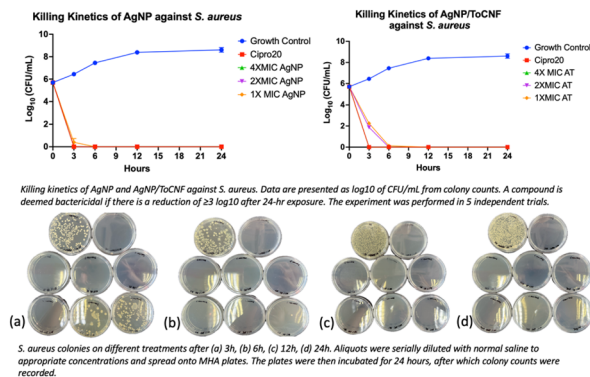 Killing Kinetics of AgNP against S. aureus
Log10 (CFU/mL)
10
8
6
4
2
0
0 3 6 9 12 15 18 21 24
Hours
Growth Control
Cipro20
4XMIC AgNP
2XMIC AgNP
1X MIC AgNP
Killing Kinetics of AgNP/ToCNF
against S. aureus
Log10 (CFU/mL)
10
8
6
4
2
0
0 3 6 9 12 15 18 21 24
Hours
Growth Control
Cipro20
4X MIC AT
2XMIC AT
1XMIC AT
Killing kinetics of AgNP and AgNP/ToCNF against S. aureus. Data are presented as log10 of CFU/mL from colony counts. A compound is
deemed bactericidal if there is a reduction of ≥3 log10 after 24-hr exposure. The experiment was performed in 5 independent trials.
(a)
(b)
(c)
(d)
S. aureus colonies on different treatments after (a) 3h, (b) 6h, (c) 12h, (d) 24h. Aliquots were serially diluted with normal saline to
appropriate concentrations and spread onto MHA plates. The plates were then incubated for 24 hours, after which colony counts were
recorded.